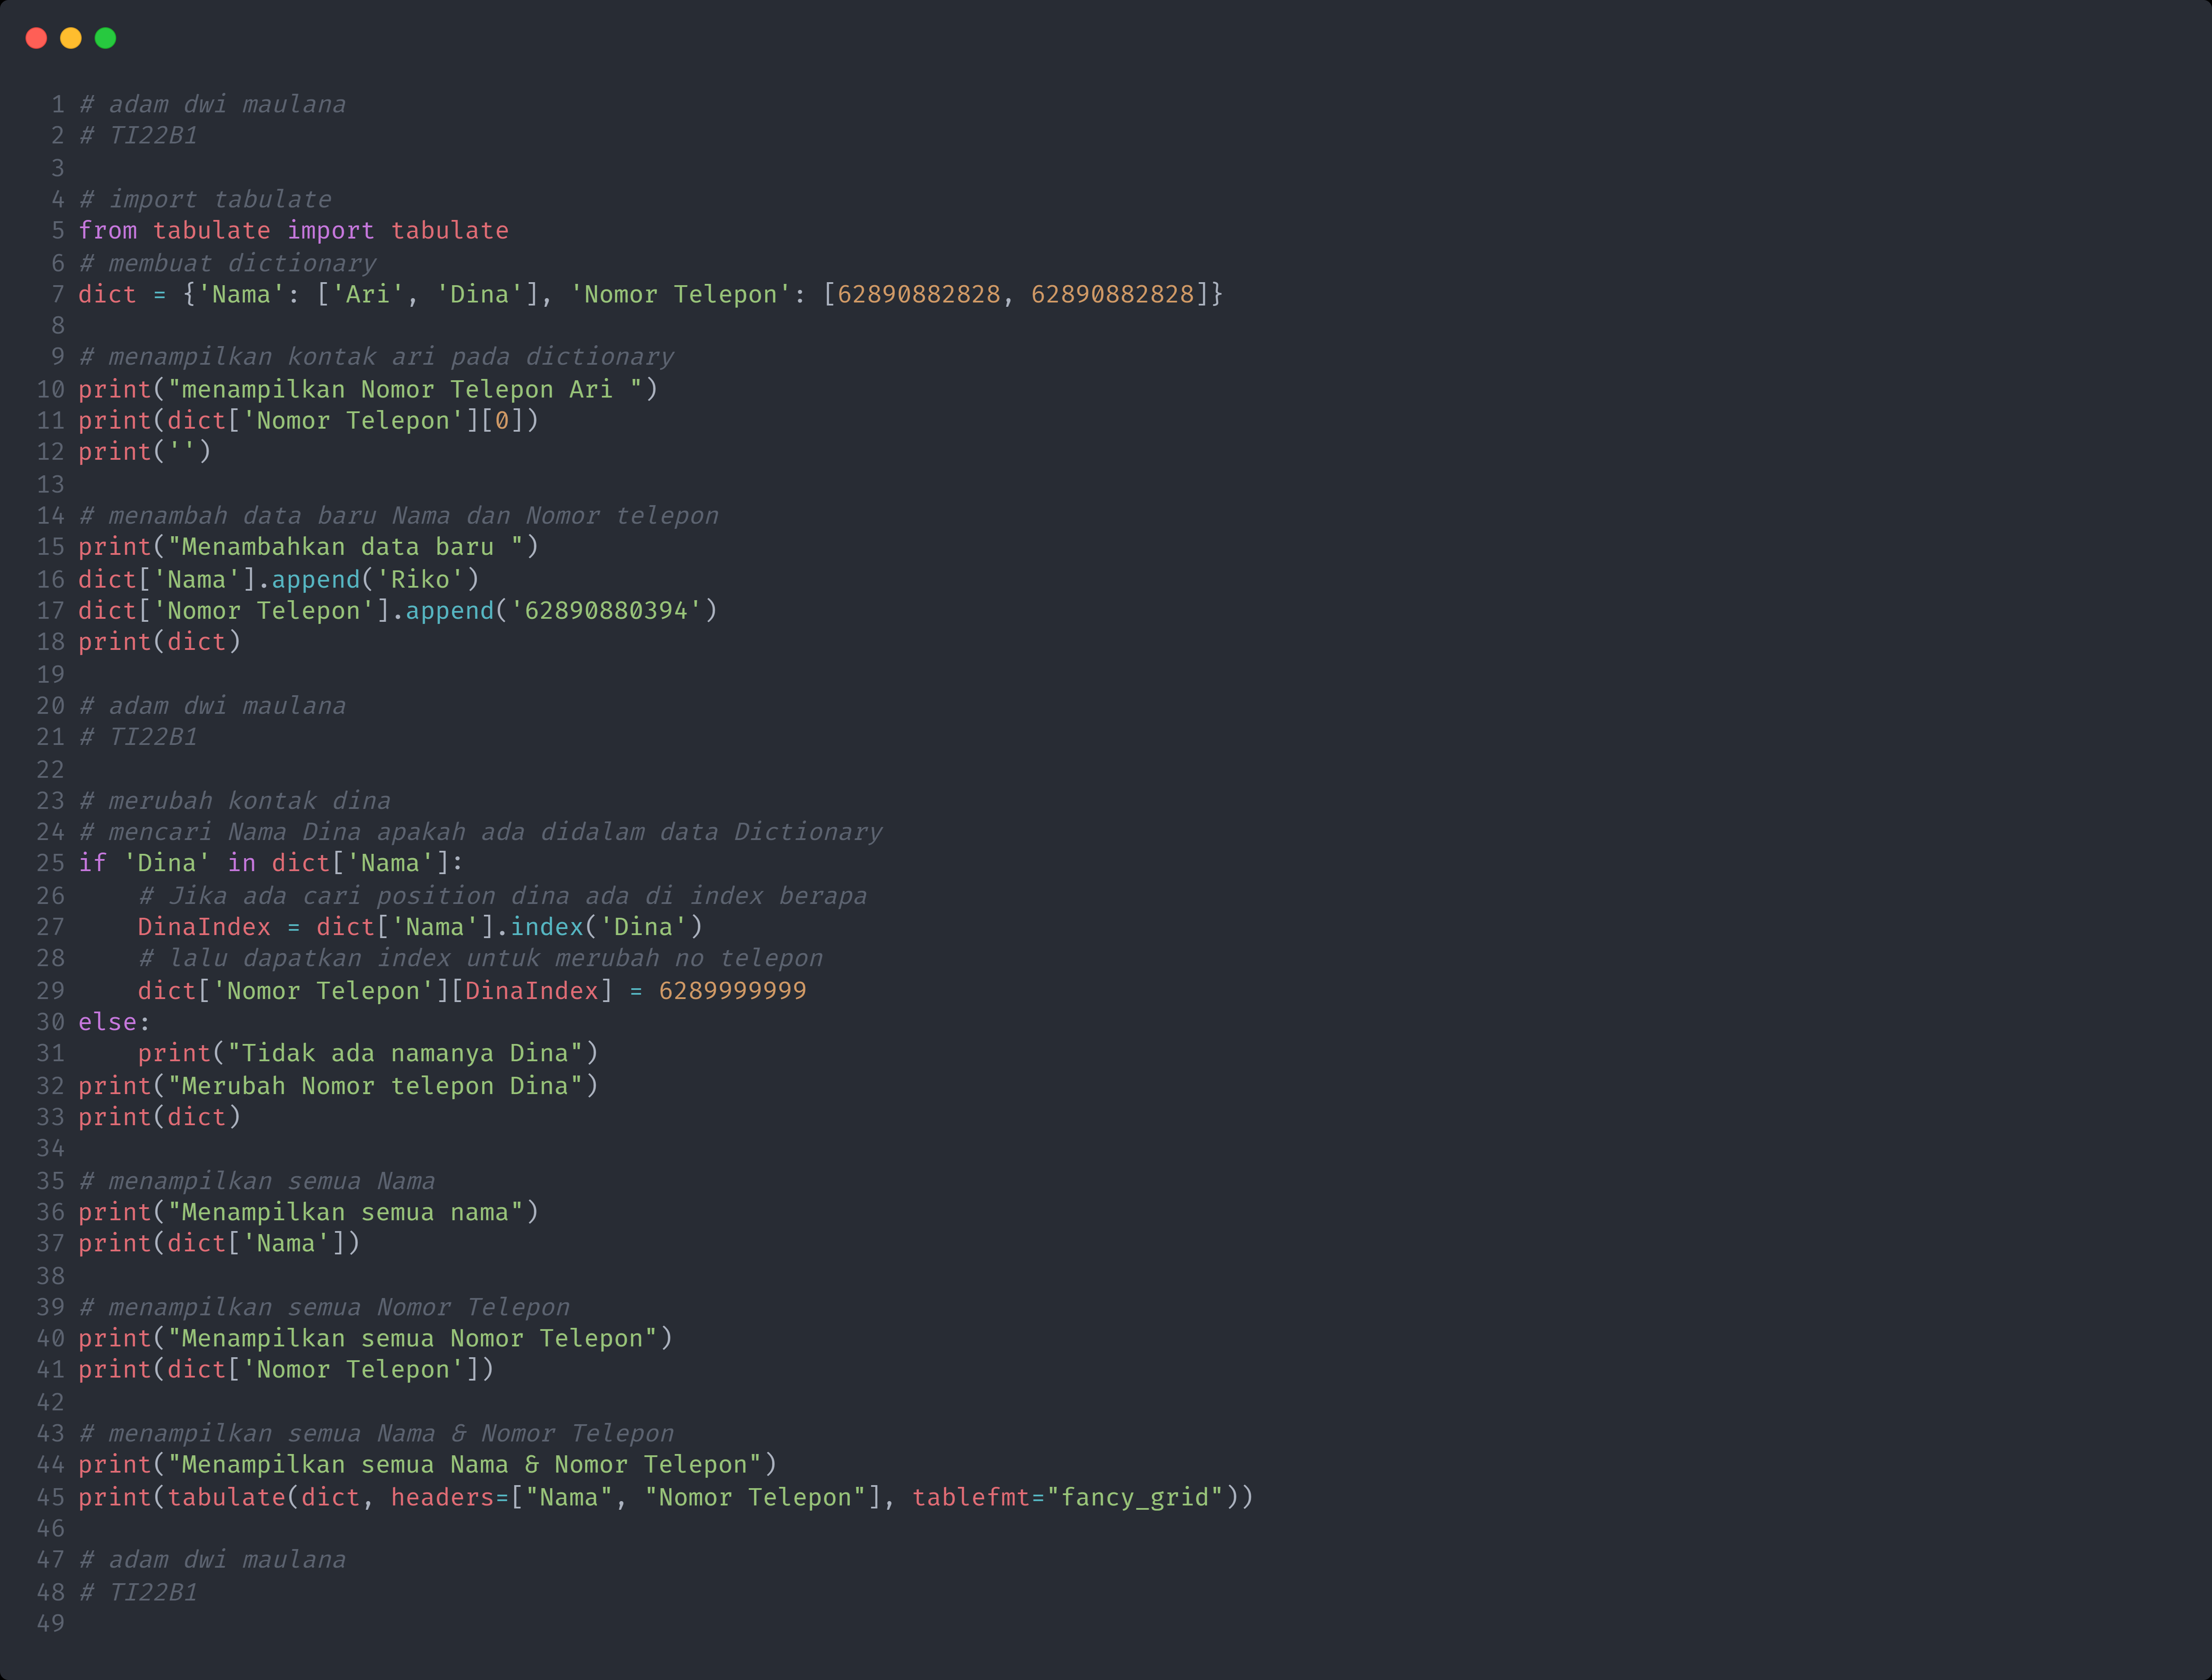 1 # adam dwi maulana
2 # TI22B1
3
4 # import tabulate
5 from tabulate import tabulate
6 # membuat dictionary
7 dict = {'Nama': ['Ari', 'Dina'], 'Nomor Telepon': [62890882828, 62890882828]}
8
9 # menampilkan kontak ari pada dictionary
10 print("menampilkan Nomor Telepon Ari ")
11 print(dict['Nomor Telepon'][0])
12 print('')
13
14 # menambah data baru Nama dan Nomor telepon
15 print("Menambahkan data baru ")
16 dict['Nama'].append('Riko')
17 dict['Nomor Telepon'].append('62890880394')
18 print(dict)
19
20 # adam dwi maulana
21 # TI22B1
22
23 # merubah kontak dina
24 # mencari Nama Dina apakah ada didalam data Dictionary
25 if 'Dina' in dict['Nama']:
26     # Jika ada cari position dina ada di index berapa
27     DinaIndex = dict['Nama'].index('Dina')
28     # lalu dapatkan index untuk merubah no telepon
29     dict['Nomor Telepon'][DinaIndex] = 6289999999
30 else:
31     print("Tidak ada namanya Dina")
32 print("Merubah Nomor telepon Dina")
33 print(dict)
34
35 # menampilkan semua Nama
36 print("Menampilkan semua nama")
37 print(dict['Nama'])
38
39 # menampilkan semua Nomor Telepon
40 print("Menampilkan semua Nomor Telepon")
41 print(dict['Nomor Telepon'])
42
43 # menampilkan semua Nama & Nomor Telepon
44 print("Menampilkan semua Nama & Nomor Telepon")
45 print(tabulate(dict, headers=["Nama", "Nomor Telepon"], tablefmt="fancy_grid"))
46
47 # adam dwi maulana
48 # TI22B1
49